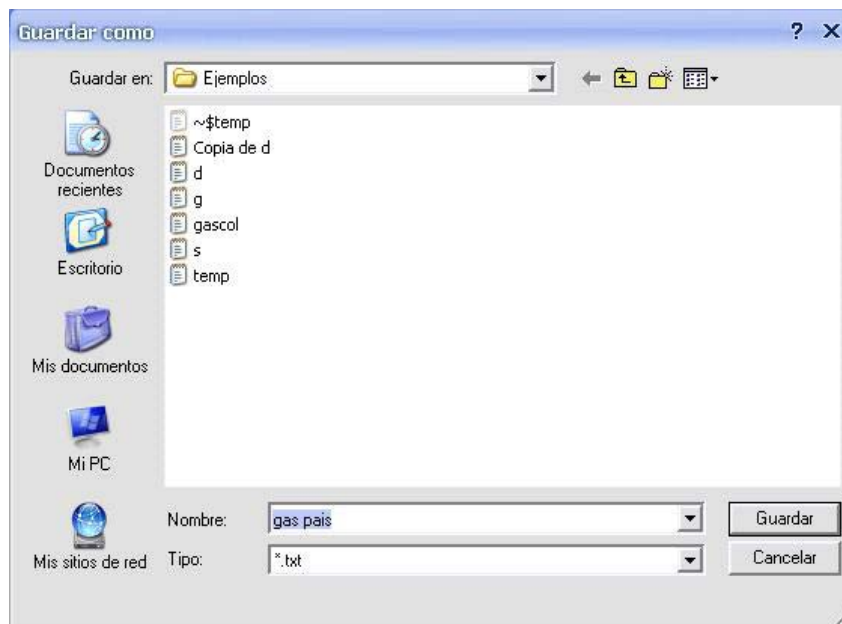 Guardar como
Guardar en: Ejemplos
~$temp
Copia de d
d
g
gascol
s
temp
Documentos
recientes
Escritorio
Mis documentos
Mi PC
Mis sitios de red
Nombre: gas pais Guardar
Tipo: *.txt Cancelar